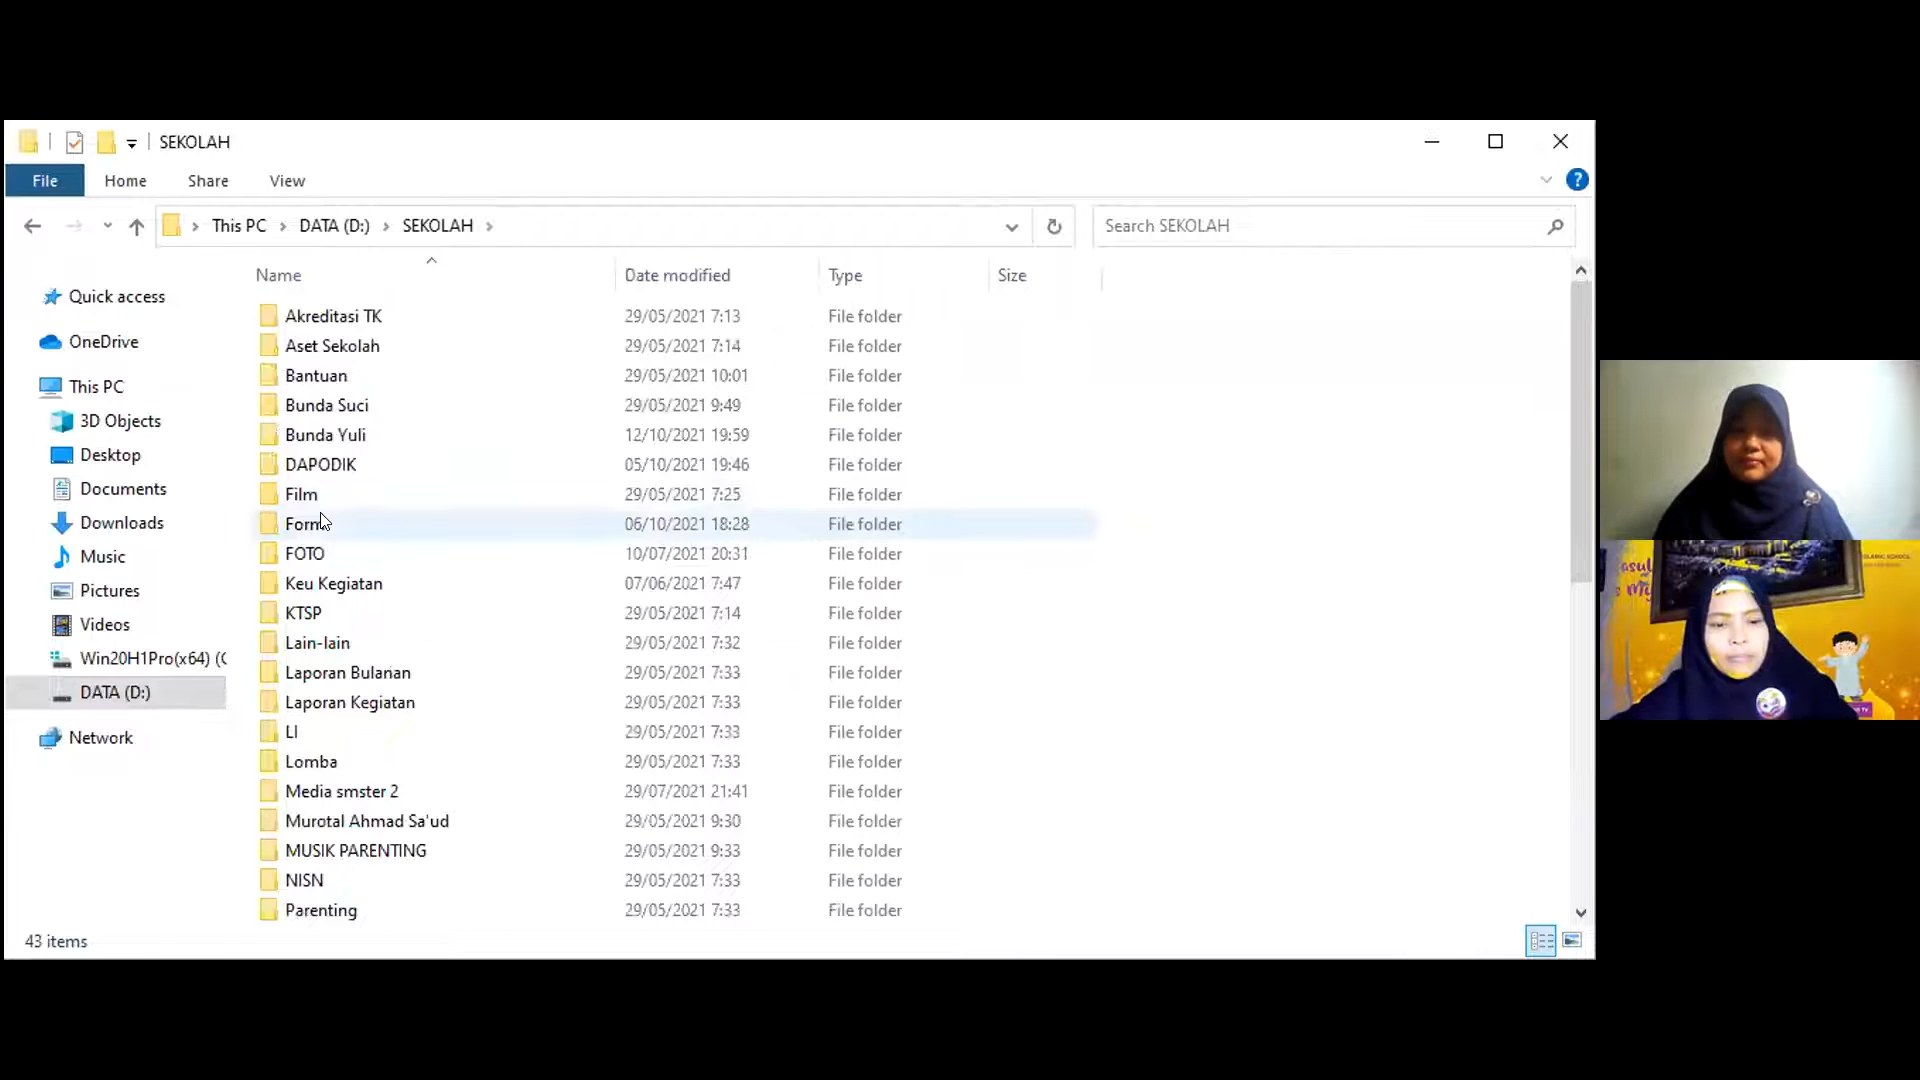 SEKOLAH
File Home Share View
This PC DATA (D:) SEKOLAH
Search SEKOLAH
Name Date modified Type Size
Quick access
OneDrive
This PC
3D Objects
Desktop
Documents
Downloads
Music
Pictures
Videos
Win20H1Pro(x64) (C
DATA (D:)
Network
Akreditasi TK 29/05/2021 7:13 File folder
Aset Sekolah 29/05/2021 7:14 File folder
Bantuan 29/05/2021 10:01 File folder
Bunda Suci 29/05/2021 9:49 File folder
Bunda Yuli 12/10/2021 19:59 File folder
DAPODIK 05/10/2021 19:46 File folder
Film 29/05/2021 7:25 File folder
Form 06/10/2021 18:28 File folder
FOTO 10/07/2021 20:31 File folder
Keu Kegiatan 07/06/2021 7:47 File folder
KTSP 29/05/2021 7:14 File folder
Lain-lain 29/05/2021 7:32 File folder
Laporan Bulanan 29/05/2021 7:33 File folder
Laporan Kegiatan 29/05/2021 7:33 File folder
LI 29/05/2021 7:33 File folder
Lomba 29/05/2021 7:33 File folder
Media smster 2 29/07/2021 21:41 File folder
Murotal Ahmad Sa'ud 29/05/2021 9:30 File folder
MUSIK PARENTING 29/05/2021 9:33 File folder
NISN 29/05/2021 7:33 File folder
Parenting 29/05/2021 7:33 File folder
43 items